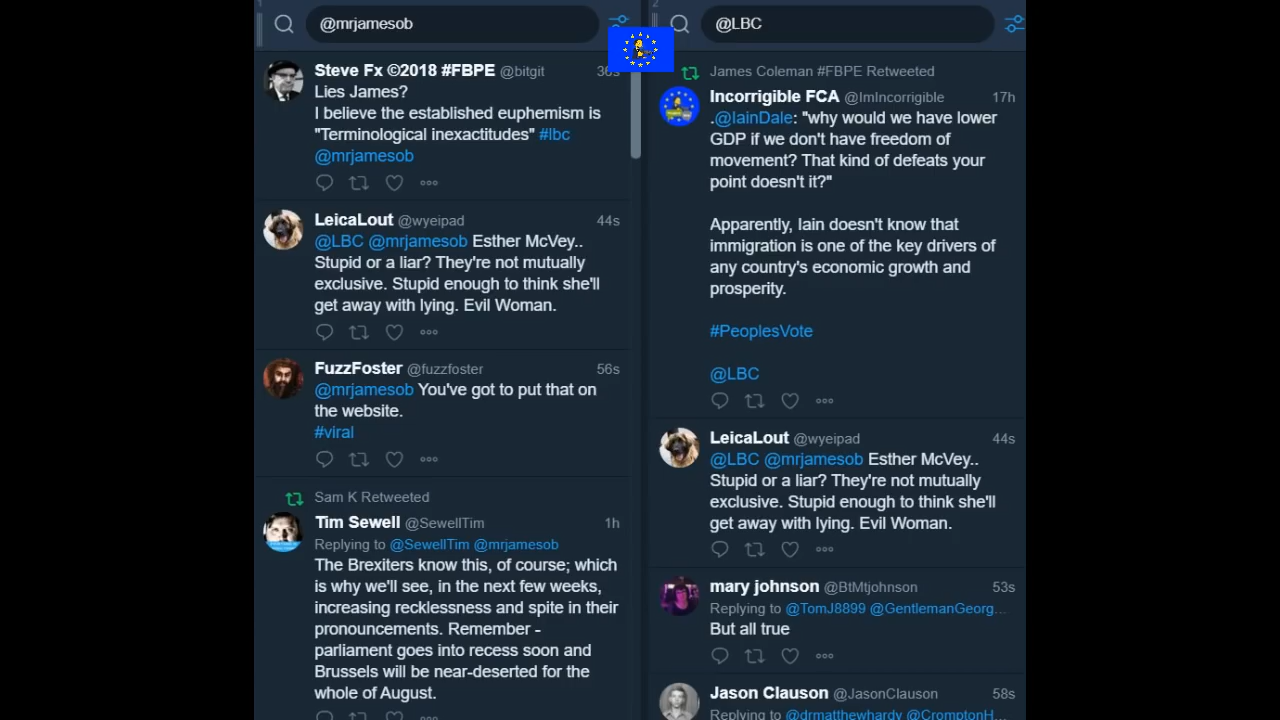 1
@mrjamesob
Steve Fx ©2018 #FBPE @bitgit
Lies James?
I believe the established euphemism is
"Terminological inexactitudes" #lbc
@mrjamesob
LeicaLout @wyeipad 44s
@LBC @mrjamesob Esther McVey..
Stupid or a liar? They're not mutually
exclusive. Stupid enough to think she'll
get away with lying. Evil Woman.
FuzzFoster @fuzzfoster 56s
@mrjamesob You've got to put that on
the website.
#viral
Sam K Retweeted
Tim Sewell @SewellTim 1h
Replying to @SewellTim @mrjamesob
The Brexiters know this, of course; which
is why we'll see, in the next few weeks,
increasing recklessness and spite in their
pronouncements. Remember -
parliament goes into recess soon and
Brussels will be near-deserted for the
whole of August.
2
@LBC
James Coleman #FBPE Retweeted
Incorrigible FCA @ImIncorrigible 17h
.@IainDale: "why would we have lower
GDP if we don't have freedom of
movement? That kind of defeats your
point doesn't it?"
Apparently, Iain doesn't know that
immigration is one of the key drivers of
any country's economic growth and
prosperity.
#PeoplesVote
@LBC
LeicaLout @wyeipad 44s
@LBC @mrjamesob Esther McVey..
Stupid or a liar? They're not mutually
exclusive. Stupid enough to think she'll
get away with lying. Evil Woman.
mary johnson @BtMtjohnson 53s
Replying to @TomJ8899 @GentlemanGeorg...
But all true
Jason Clauson @JasonClauson 58s
Replying to @drmatthewhardy @CromptonH...